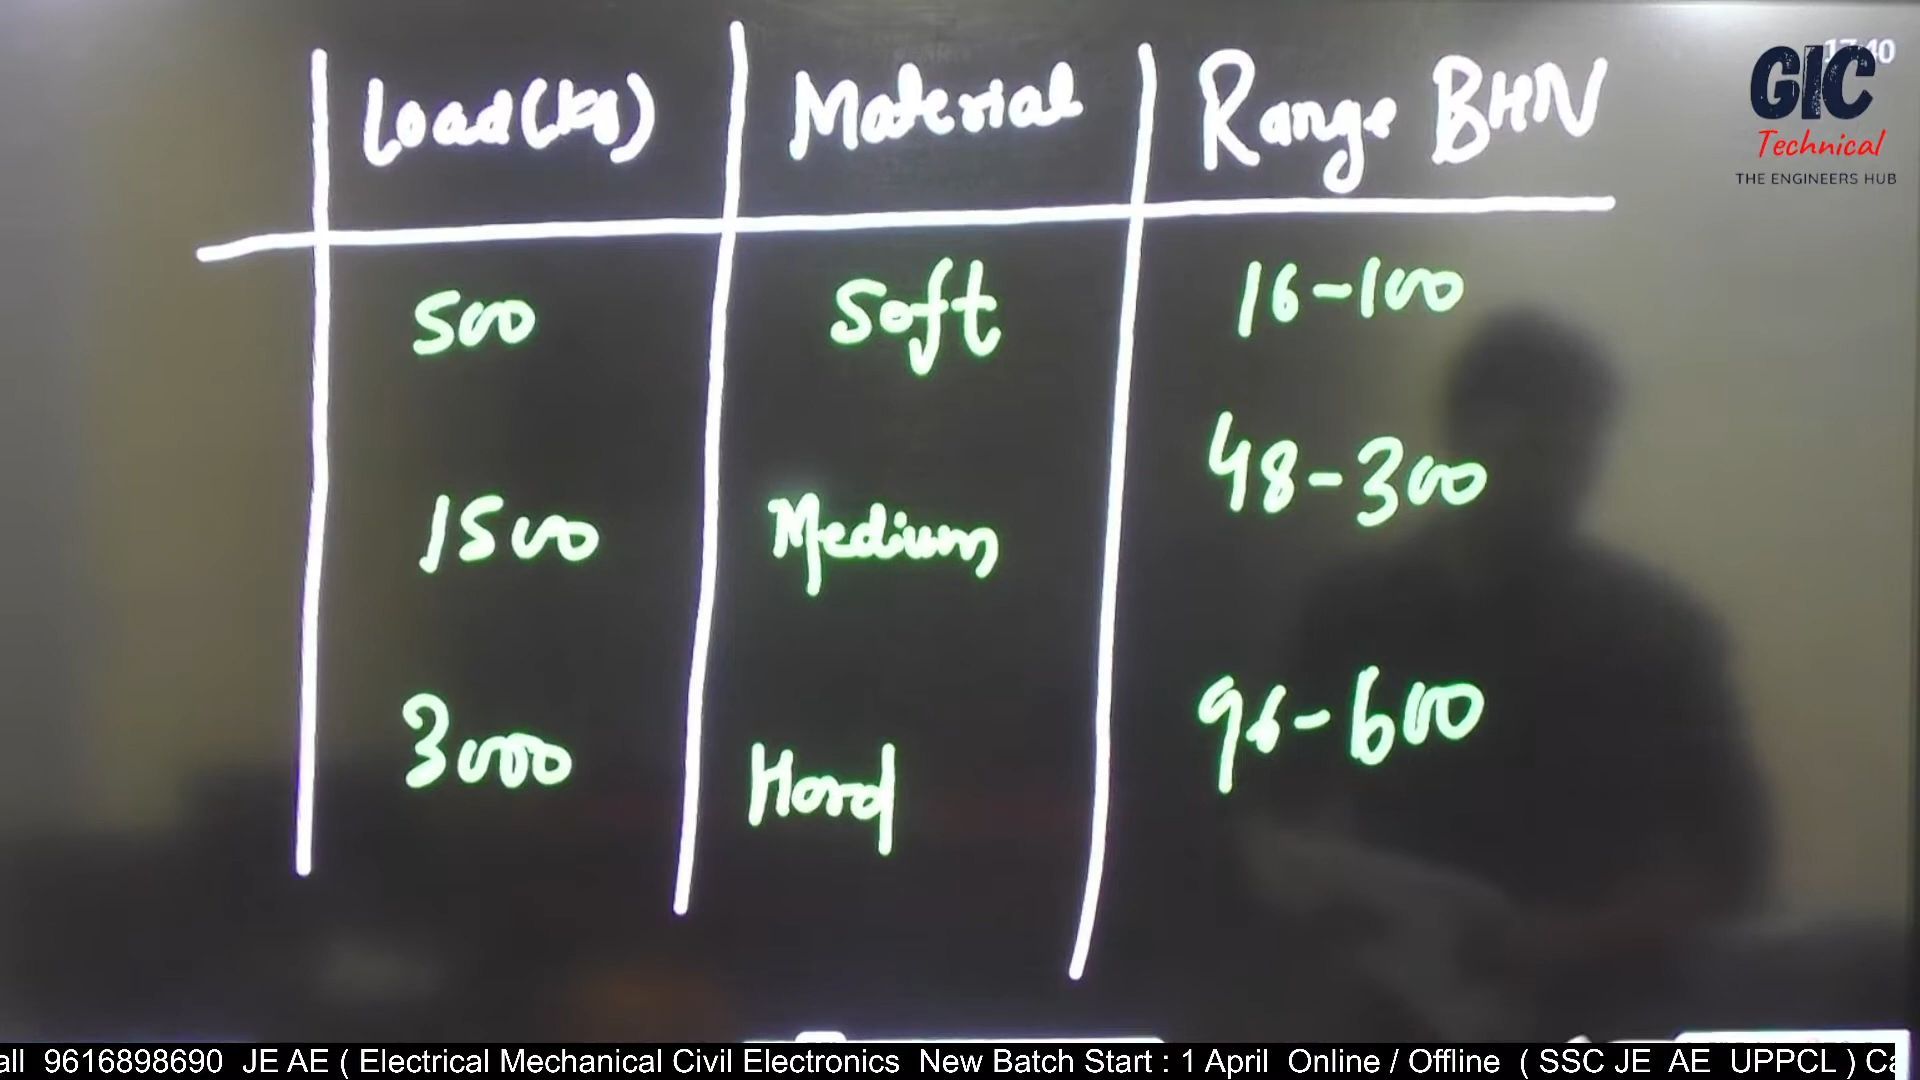 Load(kg) Material Range BHN
500 Soft 16-100
1500 Medium 48-300
3000 Hard 96-600
17:40
GIC
Technical
THE ENGINEERS HUB
all 9616898690 JE AE ( Electrical Mechanical Civil Electronics New Batch Start : 1 April Online / Offline ( SSC JE AE UPPCL ) Ca